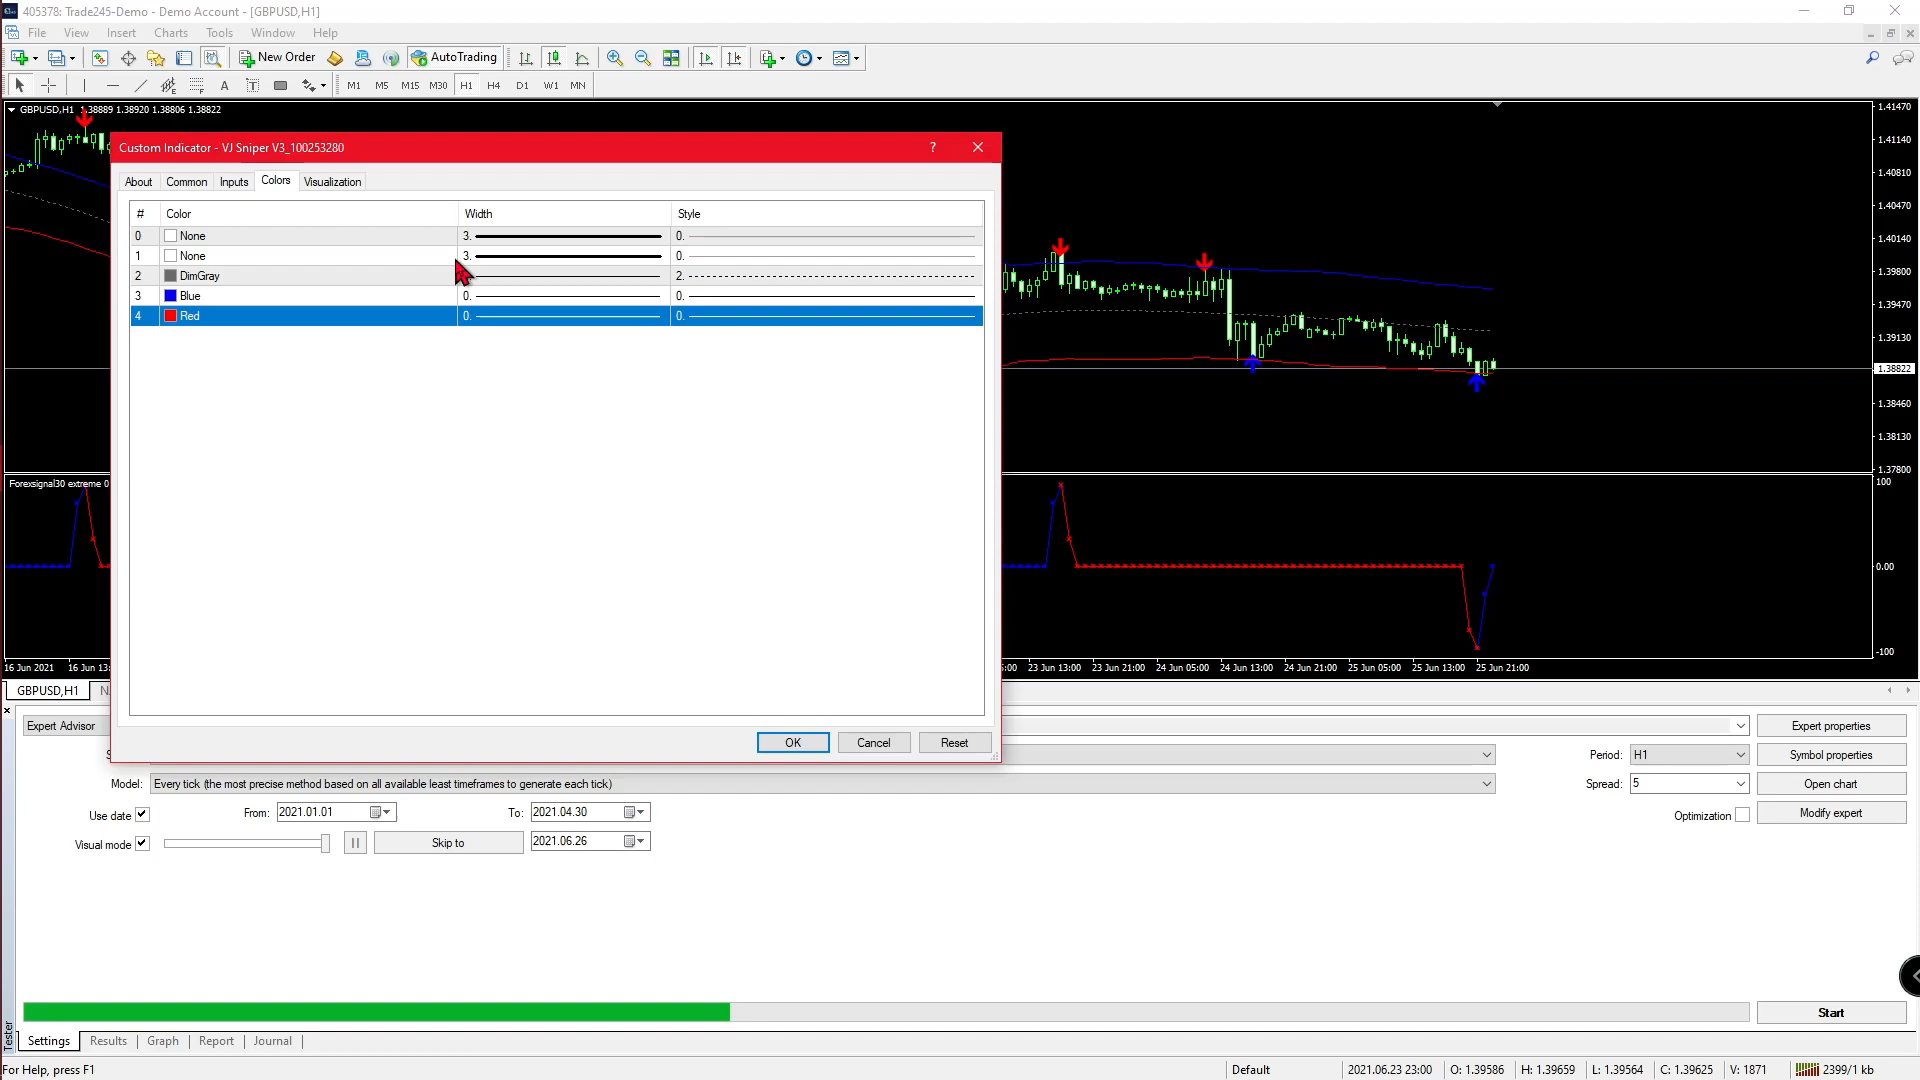 405378: Trade245-Demo - Demo Account - [GBPUSD,H1]
File View Insert Charts Tools Window Help
New Order AutoTrading
A T M1 M5 M15 M30 H1 H4 D1 W1 MN
GBPUSD,H1 1.38889 1.38920 1.38806 1.38822
1.41470
1.41140
1.40810
1.40470
1.40140
1.39800
1.39470
1.39130
1.38822
1.38460
1.38130
1.37800
Custom Indicator - VJ Sniper V3_100253280 ?
About Common Inputs Colors Visualization
# Color Width Style
0 None 3. 0.
1 None 3. 0.
2 DimGray 2.
3 Blue 0. 0.
4 Red 0. 0.
OK Cancel Reset
Forexsignal30 extreme 0
100
0.00
-100
16 Jun 2021 16 Jun 13: 5:00 23 Jun 13:00 23 Jun 21:00 24 Jun 05:00 24 Jun 13:00 24 Jun 21:00 25 Jun 05:00 25 Jun 13:00 25 Jun 21:00
GBPUSD,H1 N
Expert Advisor Expert properties
S Period: H1 Symbol properties
Model: Every tick (the most precise method based on all available least timeframes to generate each tick) Spread: 5 Open chart
Use date From: 2021.01.01 To: 2021.04.30 Optimization Modify expert
Visual mode Skip to 2021.06.26
Start
Tester
Settings Results Graph Report Journal
For Help, press F1 Default 2021.06.23 23:00 O: 1.39586 H: 1.39659 L: 1.39564 C: 1.39625 V: 1871 2399/1 kb